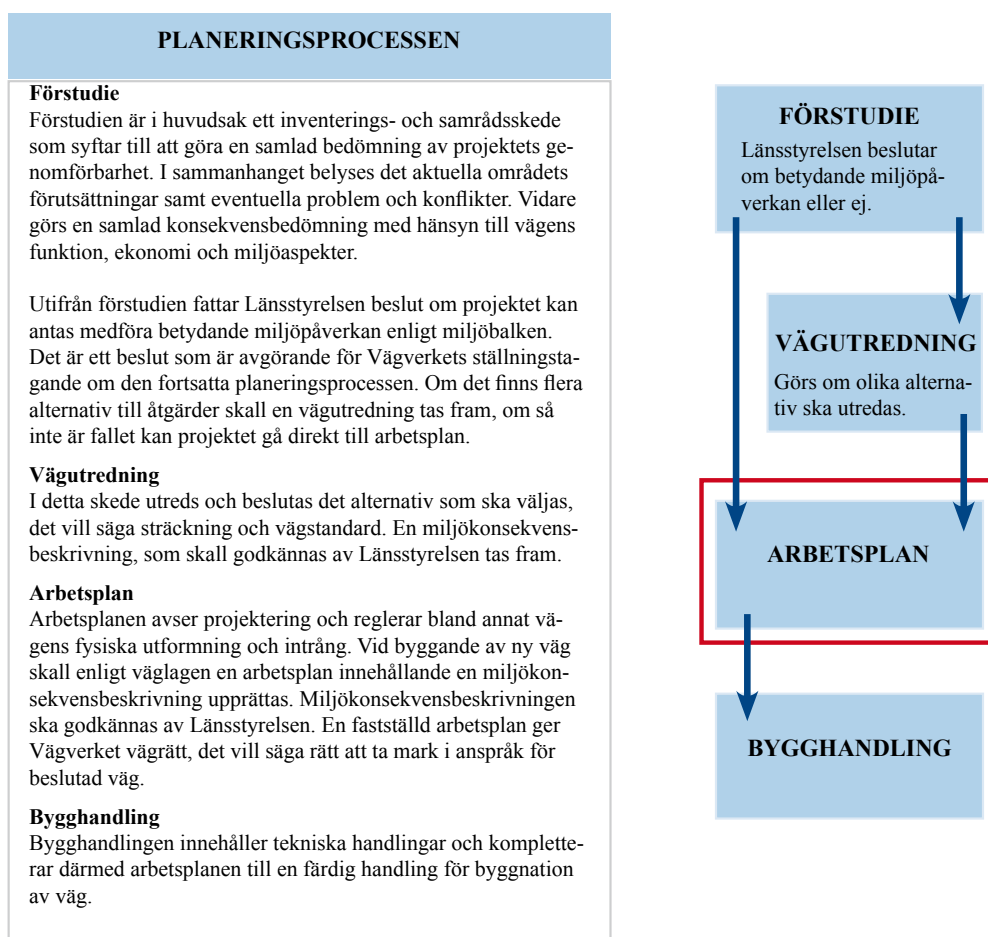 PLANERINGSPROCESSEN
Förstudie
Förstudien är i huvudsak ett inventerings- och samrådsskede
som syftar till att göra en samlad bedömning av projektets ge-
nomförbarhet. I sammanhanget belyses det aktuella områdets
förutsättningar samt eventuella problem och konflikter. Vidare
görs en samlad konsekvensbedömning med hänsyn till vägens
funktion, ekonomi och miljöaspekter.
Utifrån förstudien fattar Länsstyrelsen beslut om projektet kan
antas medföra betydande miljöpåverkan enligt miljöbalken.
Det är ett beslut som är avgörande för Vägverkets ställningsta-
gande om den fortsatta planeringsprocessen. Om det finns flera
alternativ till åtgärder skall en vägutredning tas fram, om så
inte är fallet kan projektet gå direkt till arbetsplan.
Vägutredning
I detta skede utreds och beslutas det alternativ som ska väljas,
det vill säga sträckning och vägstandard. En miljökonsekvens-
beskrivning, som skall godkännas av Länsstyrelsen tas fram.
Arbetsplan
Arbetsplanen avser projektering och reglerar bland annat vä-
gens fysiska utformning och intrång. Vid byggande av ny väg
skall enligt väglagen en arbetsplan innehållande en miljökon-
sekvensbeskrivning upprättas. Miljökonsekvensbeskrivningen
ska godkännas av Länsstyrelsen. En fastställd arbetsplan ger
Vägverket vägrätt, det vill säga rätt att ta mark i anspråk för
beslutad väg.
Bygghandling
Bygghandlingen innehåller tekniska handlingar och komplette-
rar därmed arbetsplanen till en färdig handling för byggnation
av väg.
FÖRSTUDIE
Länsstyrelsen beslutar
om betydande miljöpå-
verkan eller ej.
VÄGUTREDNING
Görs om olika alterna-
tiv ska utredas.
ARBETSPLAN
BYGGHANDLING